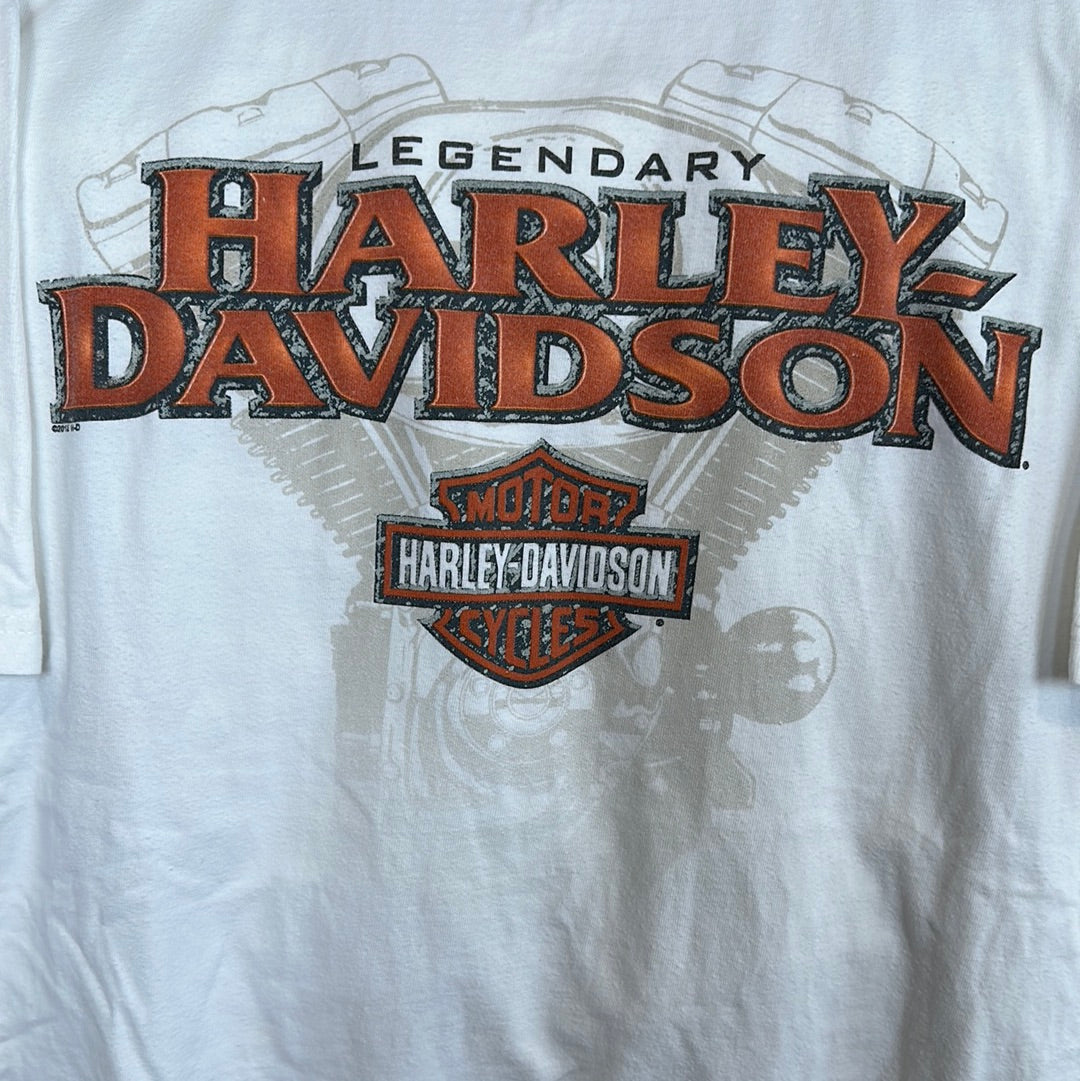 LEGENDARY
HARLEY-
DAVIDSON
MOTOR
HARLEY-DAVIDSON
CYCLES